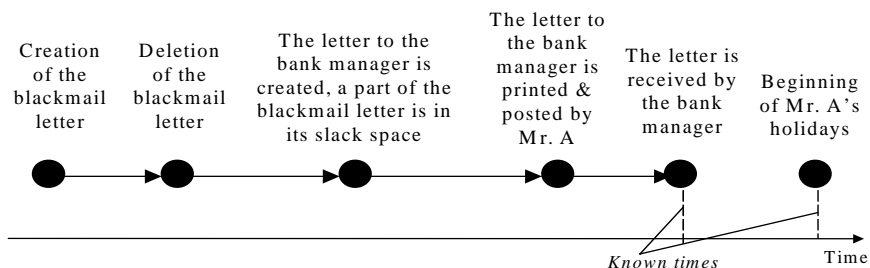 Creation
of the
blackmail
letter
Deletion
of the
blackmail
letter
The letter to the
bank manager is
created, a part of the
blackmail letter is in
its slack space
The letter to
the bank
manager is
printed &
posted by
Mr. A
The letter is
received by
the bank
manager
Beginning
of Mr. A's
holidays
Known times
Time